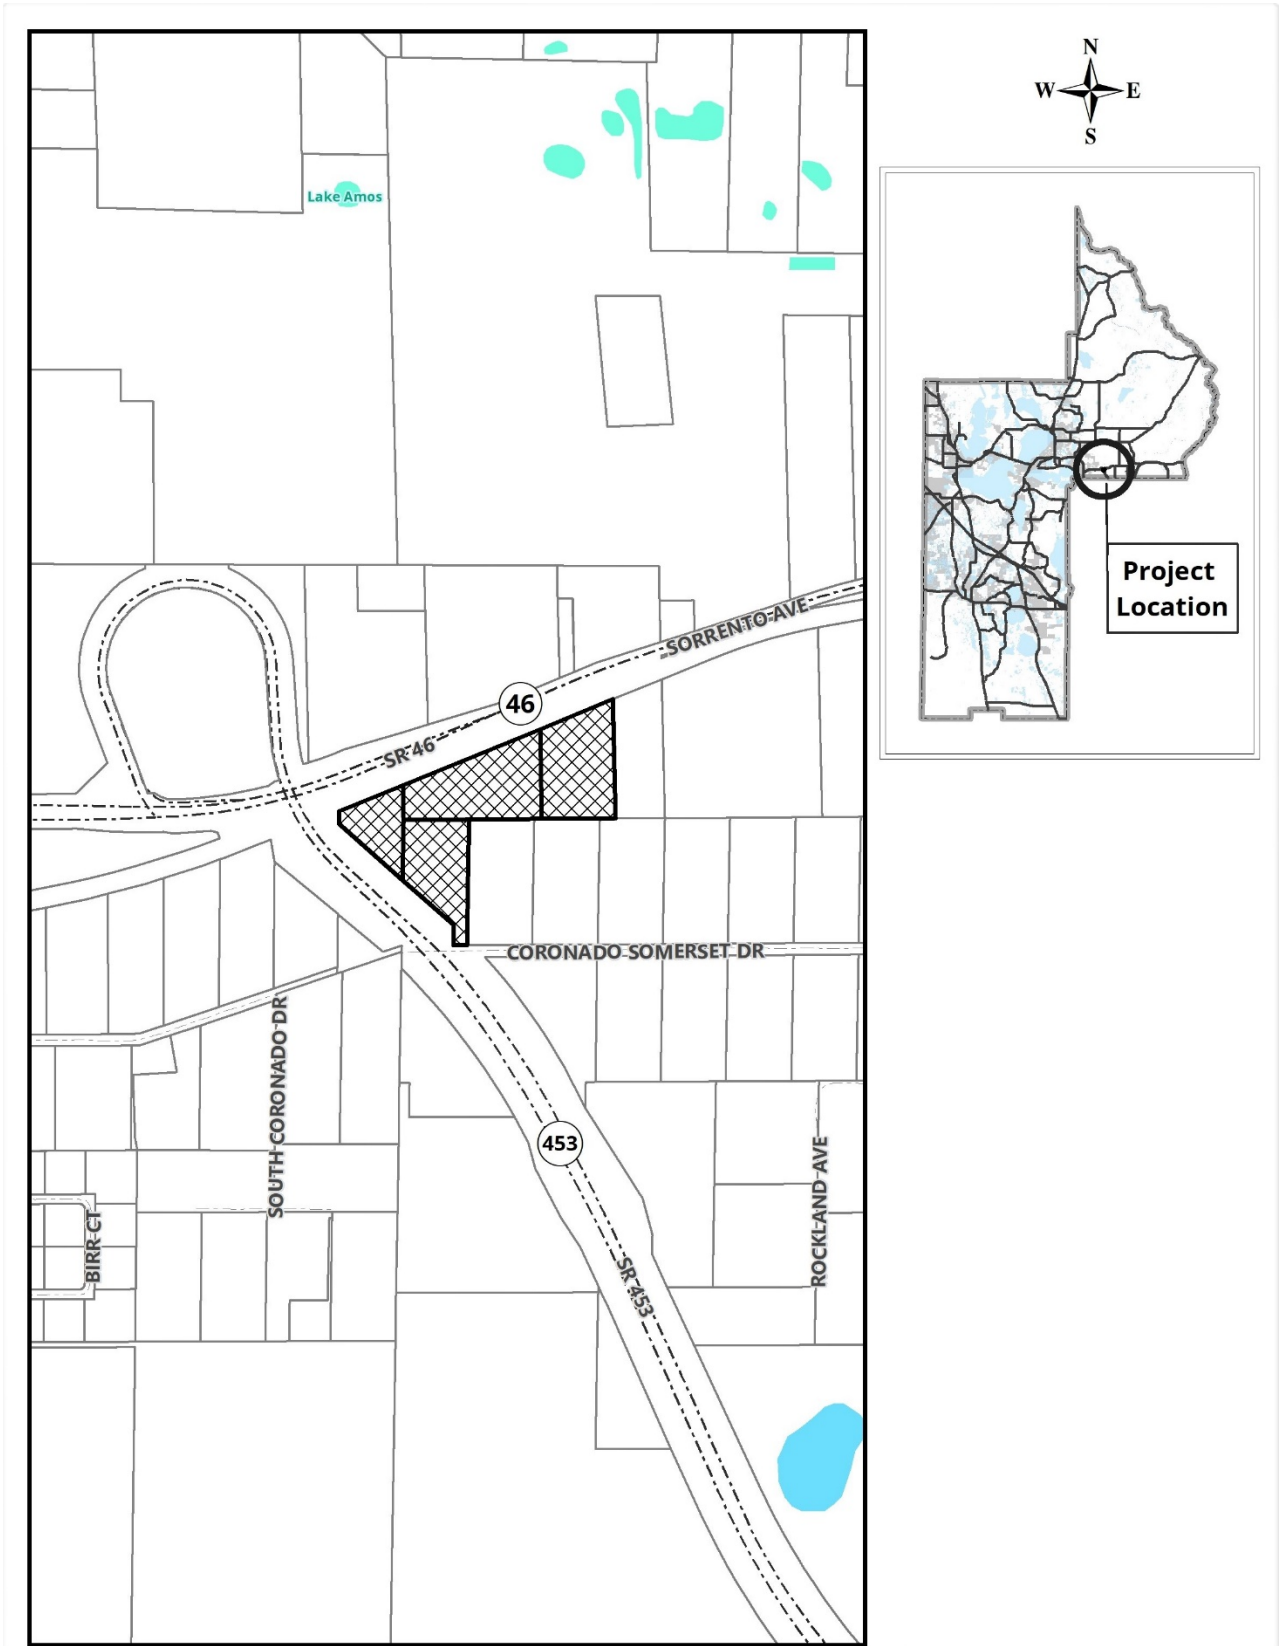 N
W E
S
Lake Amos
Project
Location
SORRENTO AVE
46
SR 46
CORONADO SOMERSET DR
SOUTH CORONADO DR
453
ROCKLAND AVE
BIRR CT
SR 453